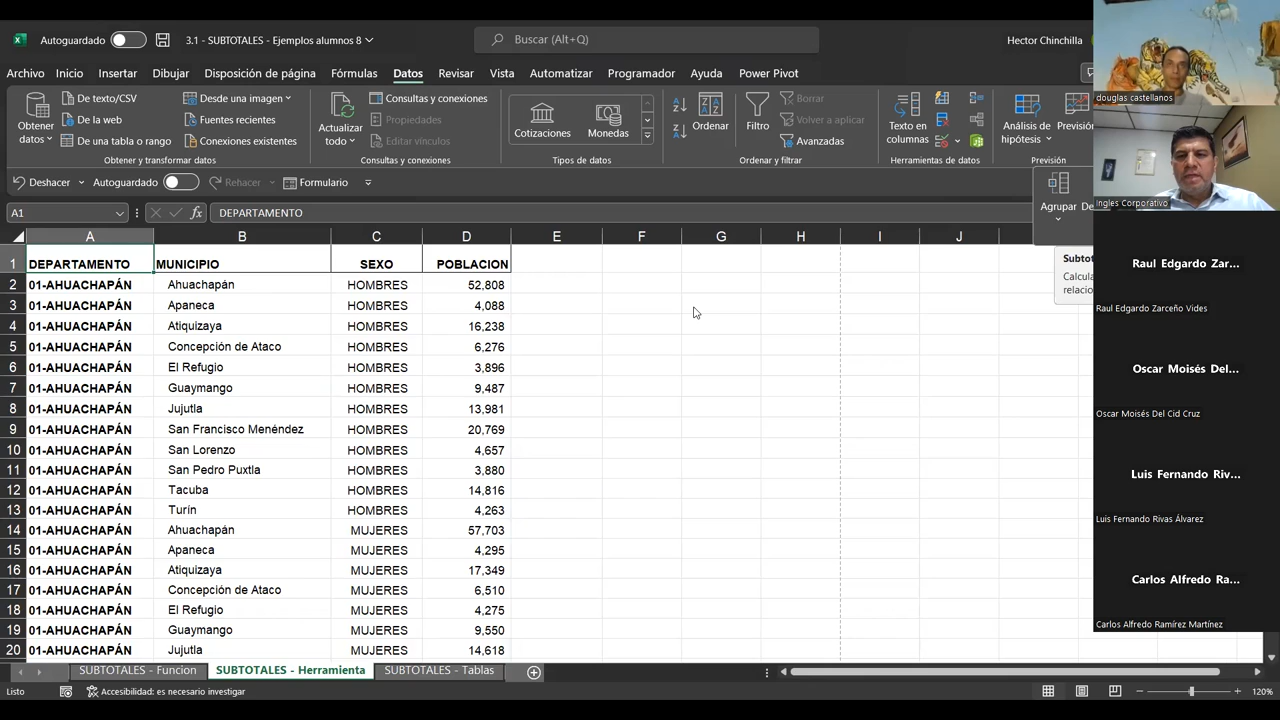 Autoguardado
3.1 - SUBTOTALES - Ejemplos alumnos 8
Buscar (Alt+Q)
Hector Chinchilla
Archivo Inicio Insertar Dibujar Disposición de página Fórmulas Datos Revisar Vista Automatizar Programador Ayuda Power Pivot
Obtener datos
De texto/CSV
De la web
De una tabla o rango
Desde una imagen
Fuentes recientes
Conexiones existentes
Obtener y transformar datos
Actualizar todo
Consultas y conexiones
Propiedades
Editar vínculos
Consultas y conexiones
Cotizaciones
Monedas
Tipos de datos
Ordenar
Filtro
Borrar
Volver a aplicar
Avanzadas
Ordenar y filtrar
Texto en columnas
Herramientas de datos
Análisis de hipótesis
Previsión
Deshacer Autoguardado Rehacer Formulario
Agrupar
A1 fx DEPARTAMENTO
A B C D E F G H I J
1 DEPARTAMENTO MUNICIPIO SEXO POBLACION
2 01-AHUACHAPÁN Ahuachapán HOMBRES 52,808
3 01-AHUACHAPÁN Apaneca HOMBRES 4,088
4 01-AHUACHAPÁN Atiquizaya HOMBRES 16,238
5 01-AHUACHAPÁN Concepción de Ataco HOMBRES 6,276
6 01-AHUACHAPÁN El Refugio HOMBRES 3,896
7 01-AHUACHAPÁN Guaymango HOMBRES 9,487
8 01-AHUACHAPÁN Jujutla HOMBRES 13,981
9 01-AHUACHAPÁN San Francisco Menéndez HOMBRES 20,769
10 01-AHUACHAPÁN San Lorenzo HOMBRES 4,657
11 01-AHUACHAPÁN San Pedro Puxtla HOMBRES 3,880
12 01-AHUACHAPÁN Tacuba HOMBRES 14,816
13 01-AHUACHAPÁN Turín HOMBRES 4,263
14 01-AHUACHAPÁN Ahuachapán MUJERES 57,703
15 01-AHUACHAPÁN Apaneca MUJERES 4,295
16 01-AHUACHAPÁN Atiquizaya MUJERES 17,349
17 01-AHUACHAPÁN Concepción de Ataco MUJERES 6,510
18 01-AHUACHAPÁN El Refugio MUJERES 4,275
19 01-AHUACHAPÁN Guaymango MUJERES 9,550
20 01-AHUACHAPÁN Jujutla MUJERES 14,618
SUBTOTALES - Funcion SUBTOTALES - Herramienta SUBTOTALES - Tablas
Listo Accesibilidad: es necesario investigar 120%
douglas castellanos
Ingles Corporativo
Raul Edgardo Zar...
Raul Edgardo Zarceño Vides
Oscar Moisés Del...
Oscar Moisés Del Cid Cruz
Luis Fernando Riv...
Luis Fernando Rivas Álvarez
Carlos Alfredo Ra...
Carlos Alfredo Ramírez Martínez